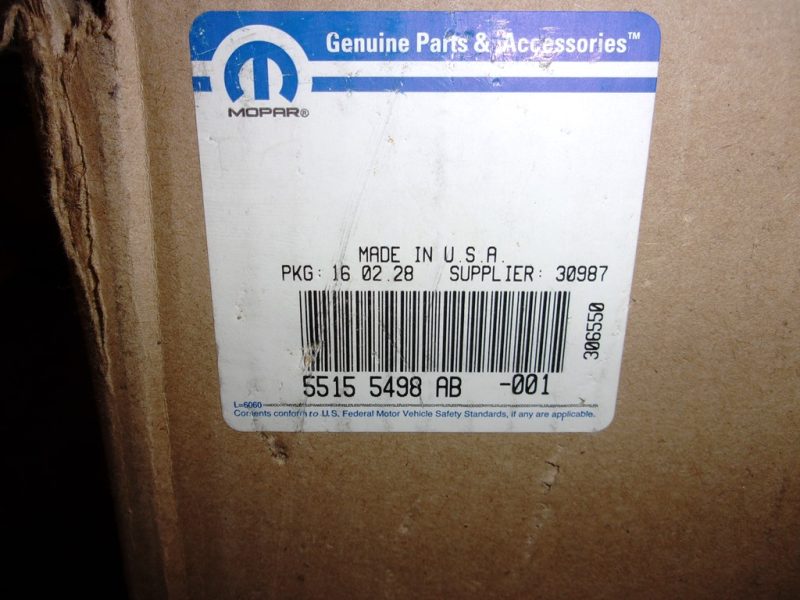 Genuine Parts & Accessories™
MOPAR®
MADE IN U.S.A.
PKG: 16 02.28 SUPPLIER: 30987
306550
5515 5498 AB -001
L=6060
Contents conform to U.S. Federal Motor Vehicle Safety Standards, if any are applicable.